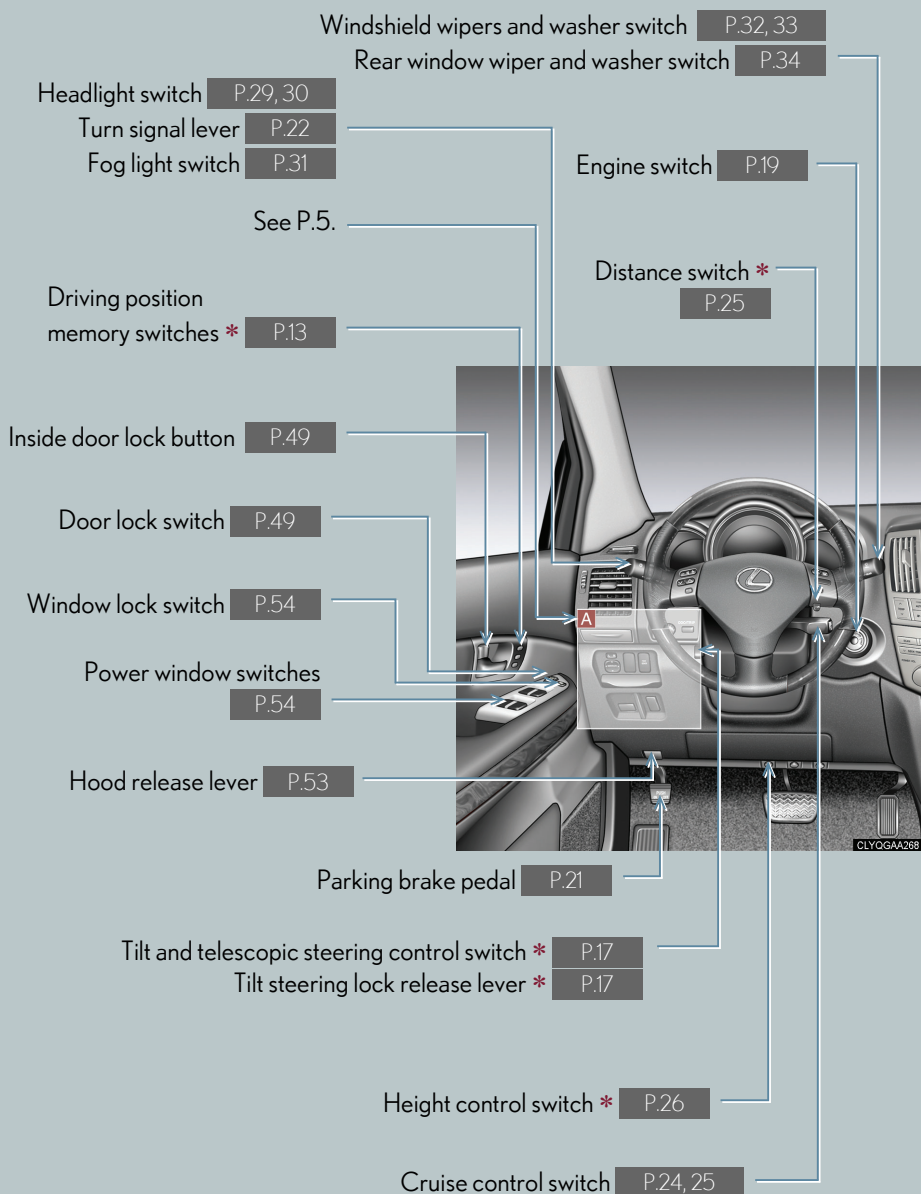 Windshield wipers and washer switch P.32, 33
Rear window wiper and washer switch P.34
Headlight switch P.29, 30
Turn signal lever P.22
Fog light switch P.31
Engine switch P.19
See P.5.
Distance switch *
P.25
Driving position
memory switches * P.13
Inside door lock button P.49
Door lock switch P.49
Window lock switch P.54
A
Power window switches
P.54
Hood release lever P.53
CLYQGAA268
Parking brake pedal P.21
Tilt and telescopic steering control switch * P.17
Tilt steering lock release lever * P.17
Height control switch * P.26
Cruise control switch P.24, 25